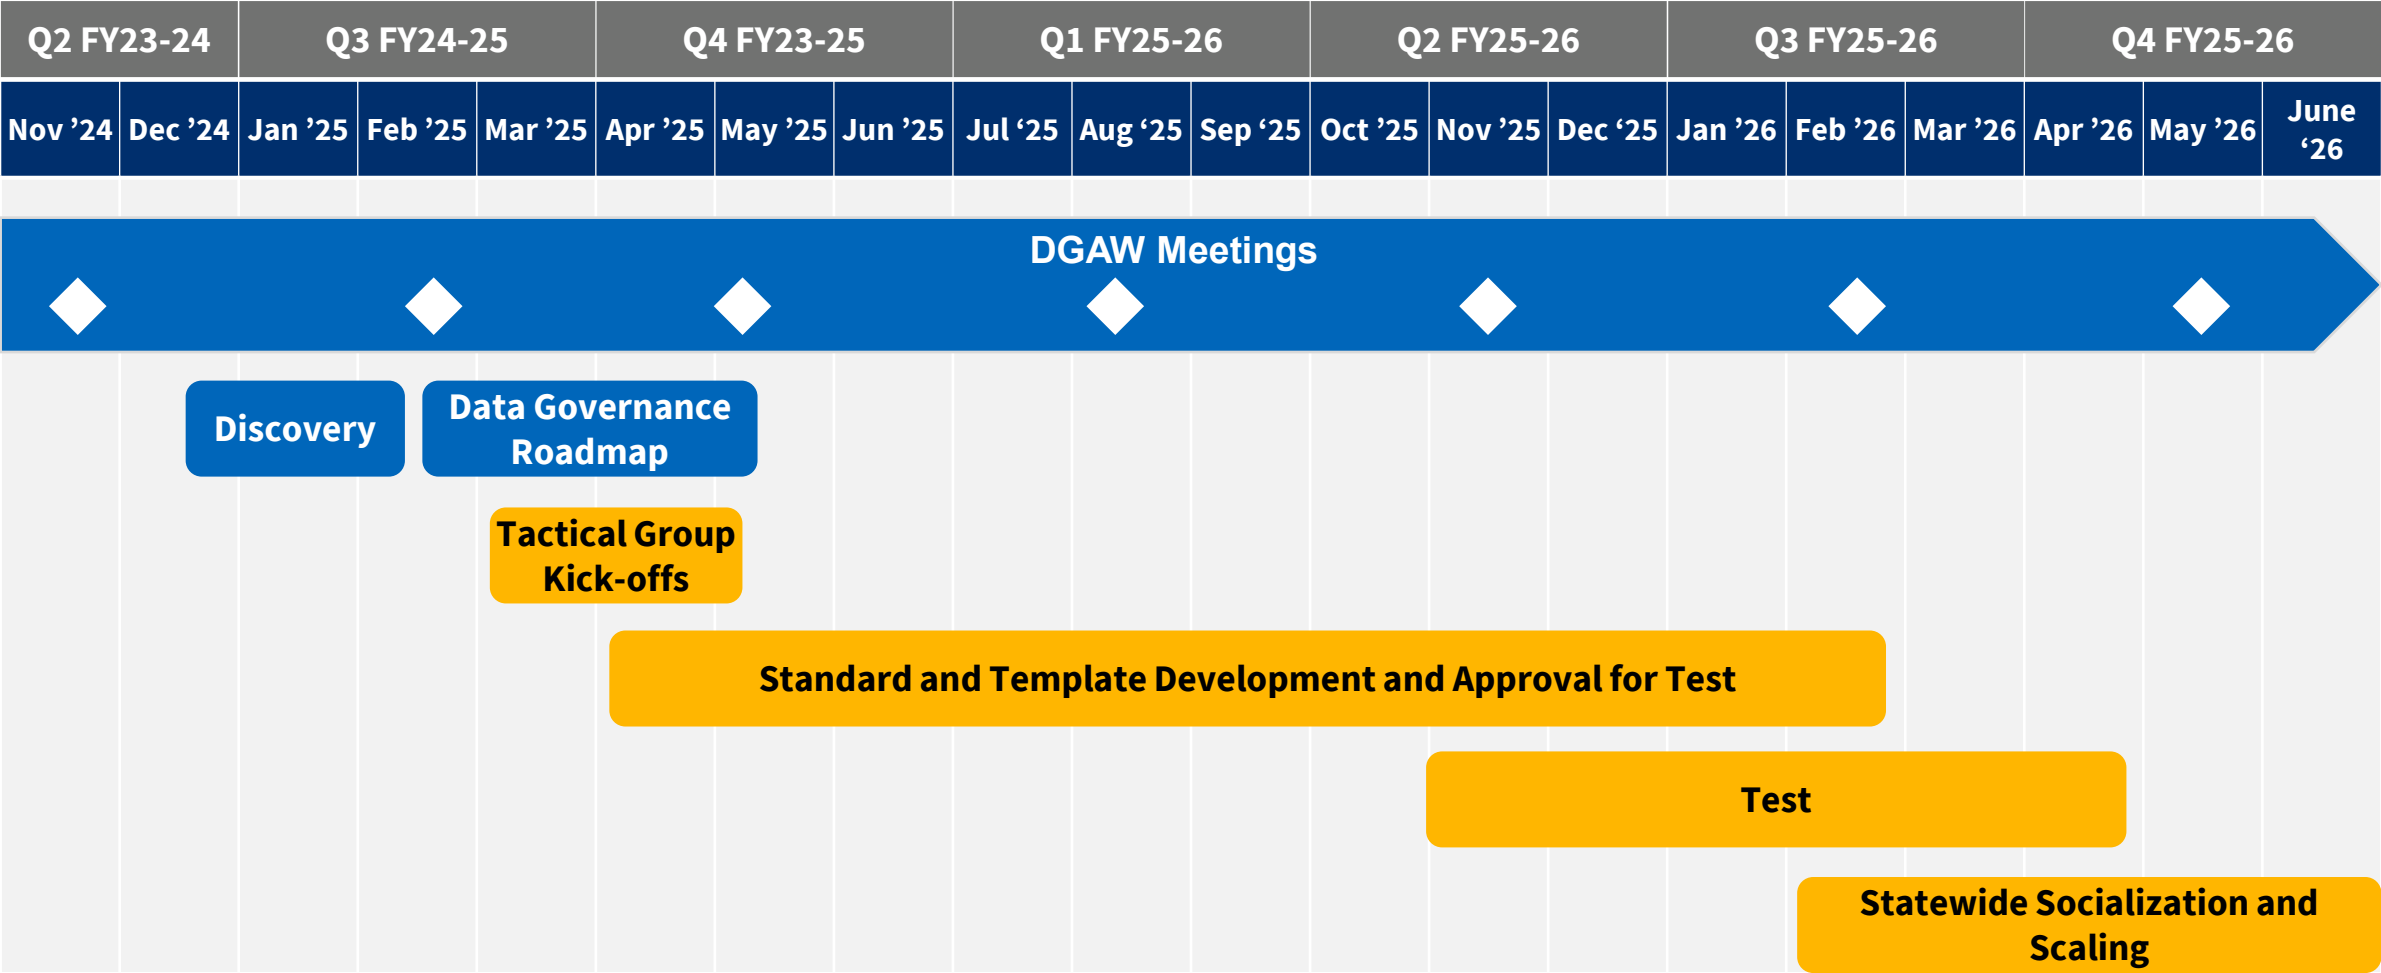 Q2 FY23-24 Q3 FY24-25 Q4 FY23-25 Q1 FY25-26 Q2 FY25-26 Q3 FY25-26 Q4 FY25-26
Nov ’24 Dec ’24 Jan ’25 Feb ’25 Mar ’25 Apr ’25 May ’25 Jun ’25 Jul ‘25 Aug ‘25 Sep ‘25 Oct ’25 Nov ’25 Dec ‘25 Jan ’26 Feb ’26 Mar ’26 Apr ’26 May ’26 June
‘26
DGAW Meetings
Discovery
Data Governance
Roadmap
Tactical Group
Kick-offs
Standard and Template Development and Approval for Test
Test
Statewide Socialization and
Scaling